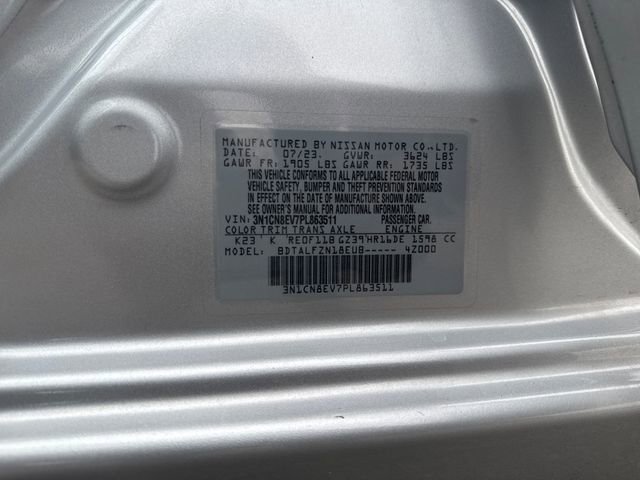 MANUFACTURED BY NISSAN MOTOR CO.,LTD.
DATE: 07/23. GVWR: 3624 LBS
GAWR FR: 1905 LBS GAWR RR: 1735 LBS
THIS VEHICLE CONFORMS TO ALL APPLICABLE FEDERAL MOTOR
VEHICLE SAFETY, BUMPER AND THEFT PREVENTION STANDARDS
IN EFFECT ON THE DATE OF MANUFACTURE SHOWN ABOVE.
SEE OWNER'S MANUAL FOR ADDITIONAL INFORMATION.
VIN: 3N1CN8EV7PL863511 PASSENGER CAR.
COLOR TRIM TRANS AXLE ENGINE
K23 K RE0F11B GZ39 HR16DE 1598 CC
MODEL: BDTALFZN18EUB----- 4Z000
3N1CN8EV7PL863511